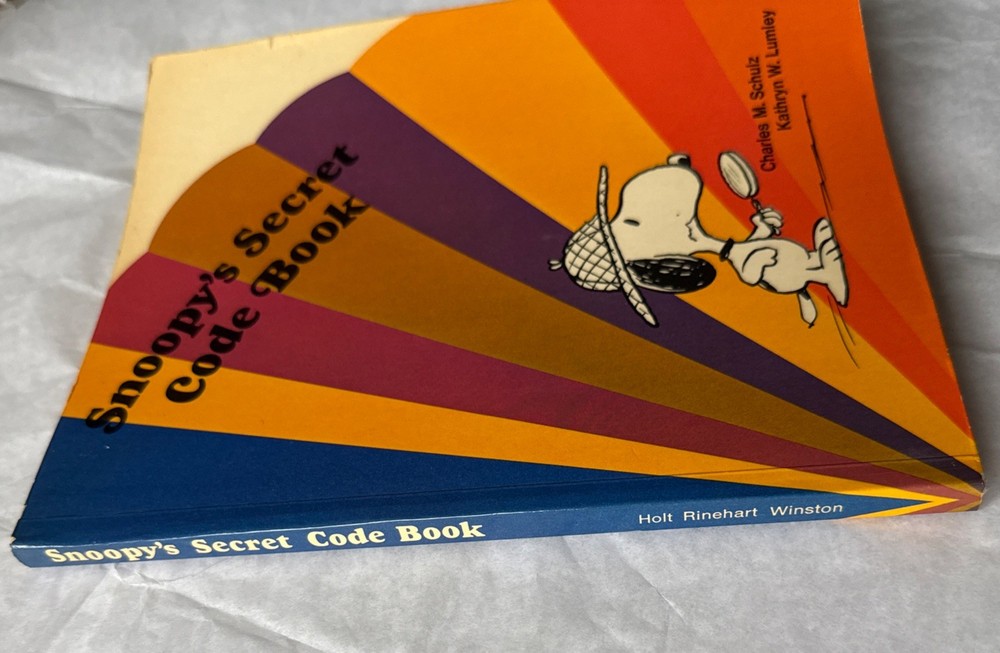 Snoopy's Secret
Code Book
Charles M. Schulz
Kathryn W. Lumley
Snoopy's Secret Code Book
Holt Rinehart Winston